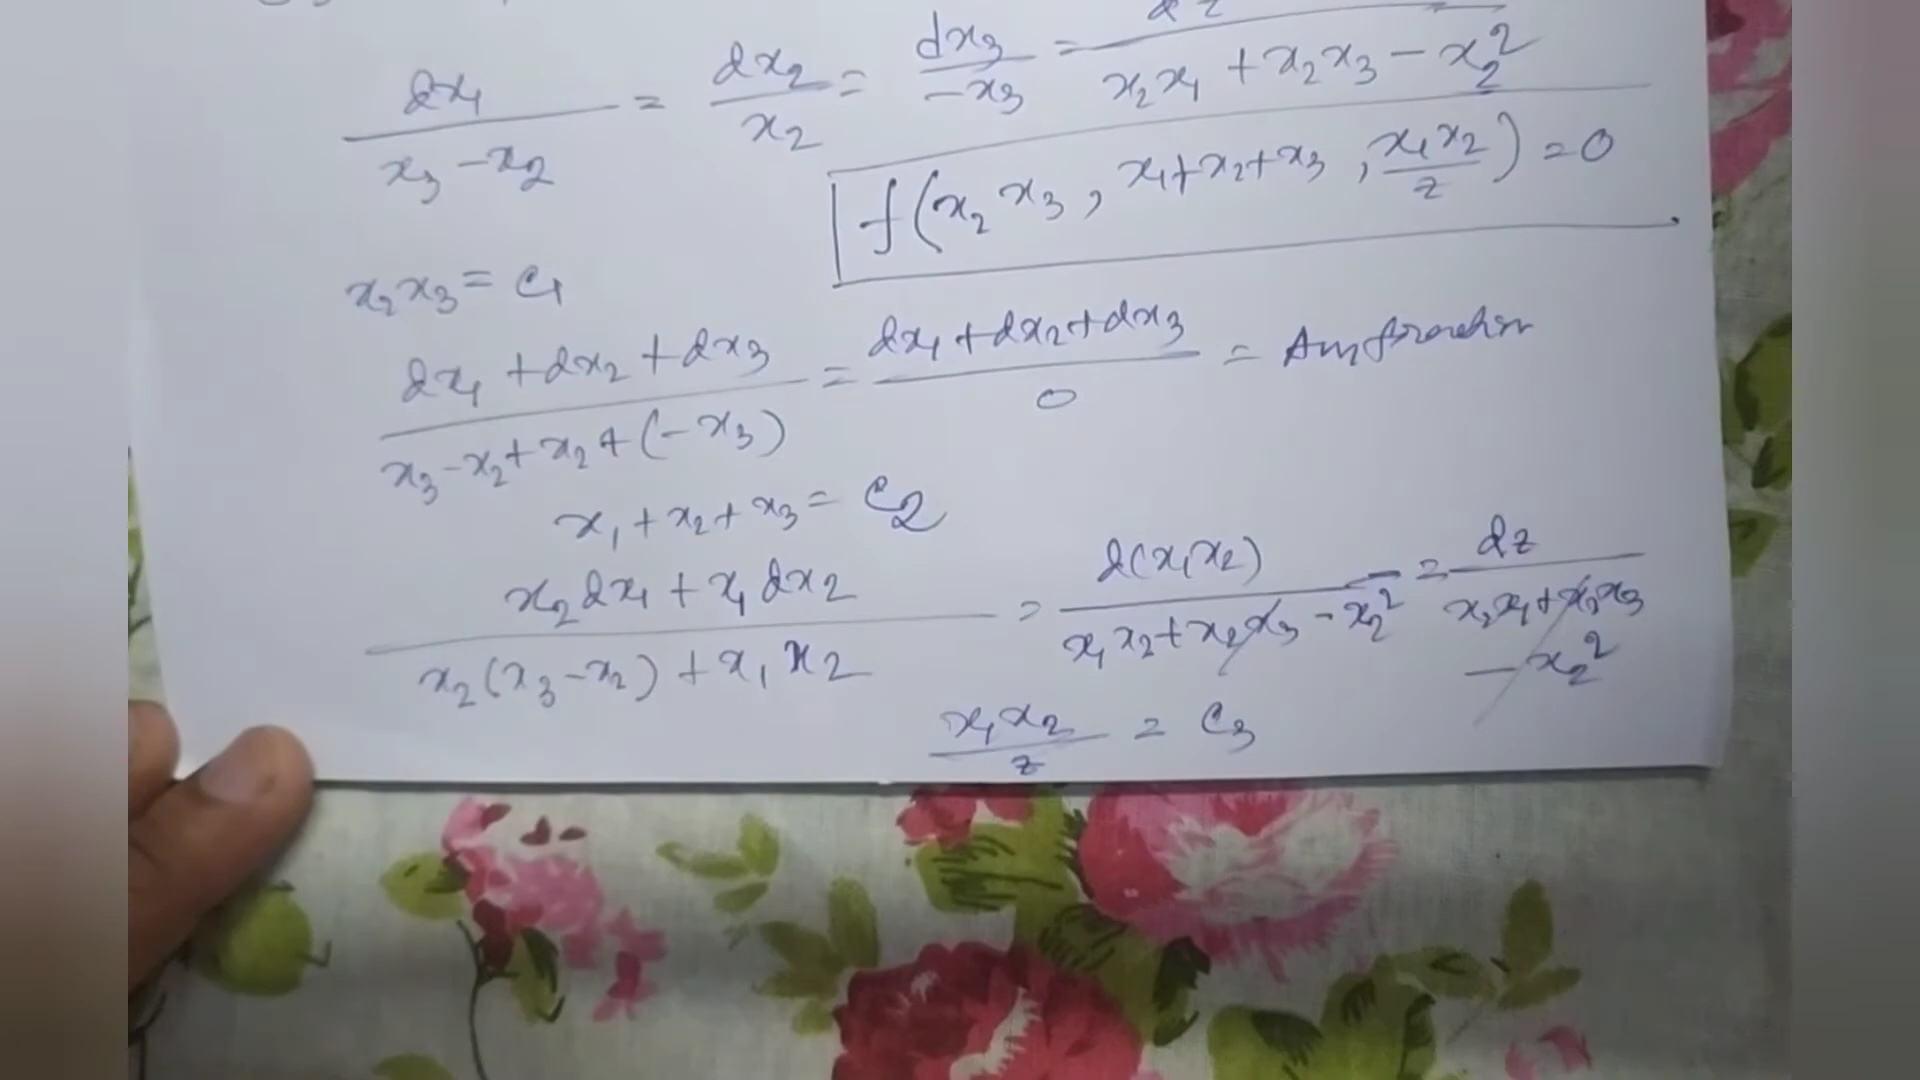 dx₁/(x₃-x₂) = dx₂/x₂ = dx₃/-x₃ = dz/(x₂x₁+x₂x₃-x₂²)
f(x₂x₃, x₁+x₂+x₃, x₁x₂/z) = 0
x₂x₃ = c₁
(dx₁+dx₂+dx₃)/(x₃-x₂+x₂+(-x₃)) = (dx₁+dx₂+dx₃)/0 =
x₁+x₂+x₃ = c₂
(x₂dx₁+x₁dx₂)/(x₂(x₃-x₂)+x₁x₂) = d(x₁x₂)/(x₁x₂+x₂x₃-x₂²) = dz/(x₂x₁+x₂x₃-x₂²)
x₁x₂/z = c₃